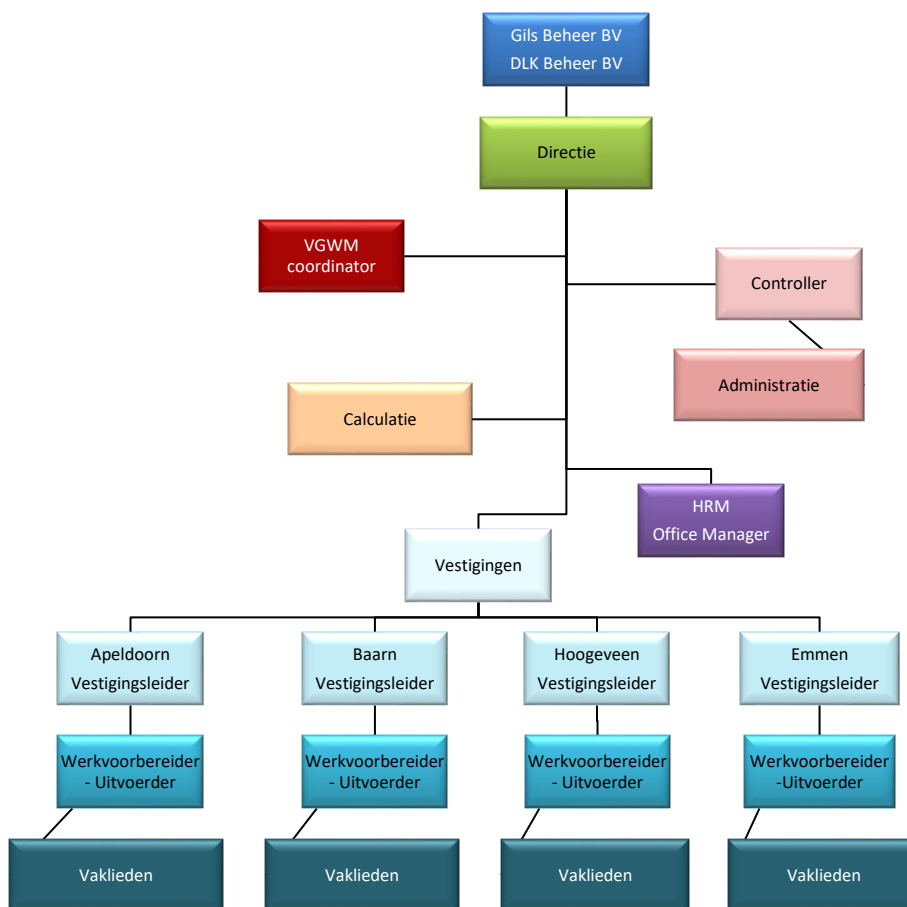 Gils Beheer BV
DLK Beheer BV
Directie
VGWM
coordinator
Controller
Administratie
Calculatie
HRM
Office Manager
Vestigingen
Apeldoorn
Vestigingsleider
Baarn
Vestigingsleider
Hoogeveen
Vestigingsleider
Emmen
Vestigingsleider
Werkvoorbereider
- Uitvoerder
Werkvoorbereider
- Uitvoerder
Werkvoorbereider
- Uitvoerder
Werkvoorbereider
-Uitvoerder
Vaklieden
Vaklieden
Vaklieden
Vaklieden